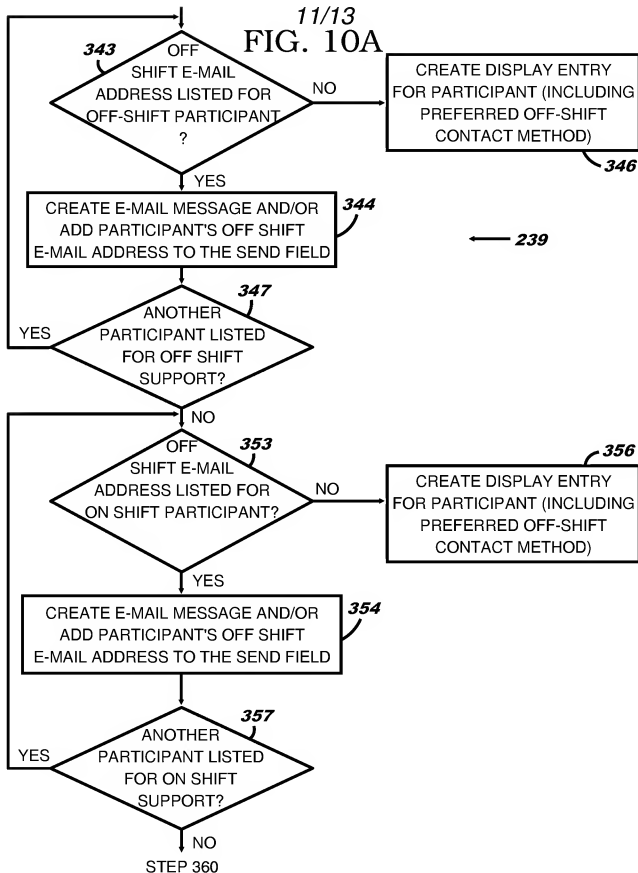 11/13
FIG. 10A
343
OFF
SHIFT E-MAIL
ADDRESS LISTED FOR
OFF-SHIFT PARTICIPANT
?
NO
CREATE DISPLAY ENTRY
FOR PARTICIPANT (INCLUDING
PREFERRED OFF-SHIFT
CONTACT METHOD)
346
YES
CREATE E-MAIL MESSAGE AND/OR
ADD PARTICIPANT'S OFF SHIFT
E-MAIL ADDRESS TO THE SEND FIELD
344
239
347
ANOTHER
PARTICIPANT LISTED
FOR OFF SHIFT
SUPPORT?
YES
NO
353
OFF
SHIFT E-MAIL
ADDRESS LISTED FOR
ON SHIFT PARTICIPANT?
NO
356
CREATE DISPLAY ENTRY
FOR PARTICIPANT (INCLUDING
PREFERRED OFF-SHIFT
CONTACT METHOD)
YES
CREATE E-MAIL MESSAGE AND/OR
ADD PARTICIPANT'S OFF SHIFT
E-MAIL ADDRESS TO THE SEND FIELD
354
357
ANOTHER
PARTICIPANT LISTED
FOR ON SHIFT
SUPPORT?
YES
NO
STEP 360